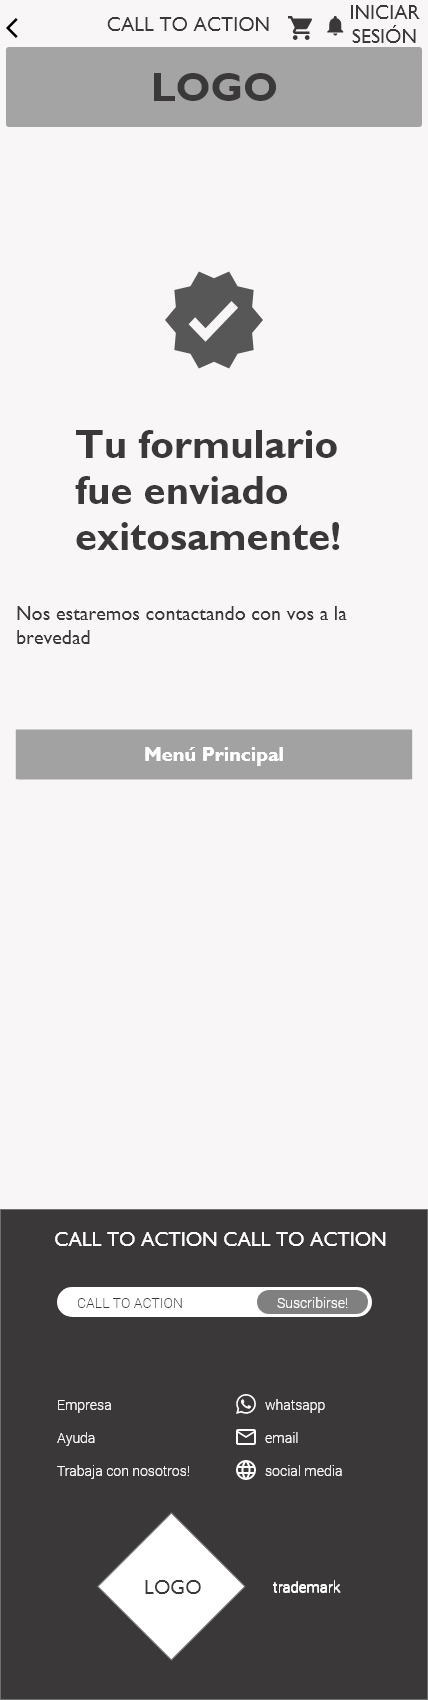 CALL TO ACTION
INICIAR
SESIÓN
LOGO
Tu formulario
fue enviado
exitosamente!
Nos estaremos contactando con vos a la
brevedad
Menú Principal
CALL TO ACTION CALL TO ACTION
CALL TO ACTION Suscribirse!
Empresa whatsapp
Ayuda email
Trabaja con nosotros! social media
LOGO trademark